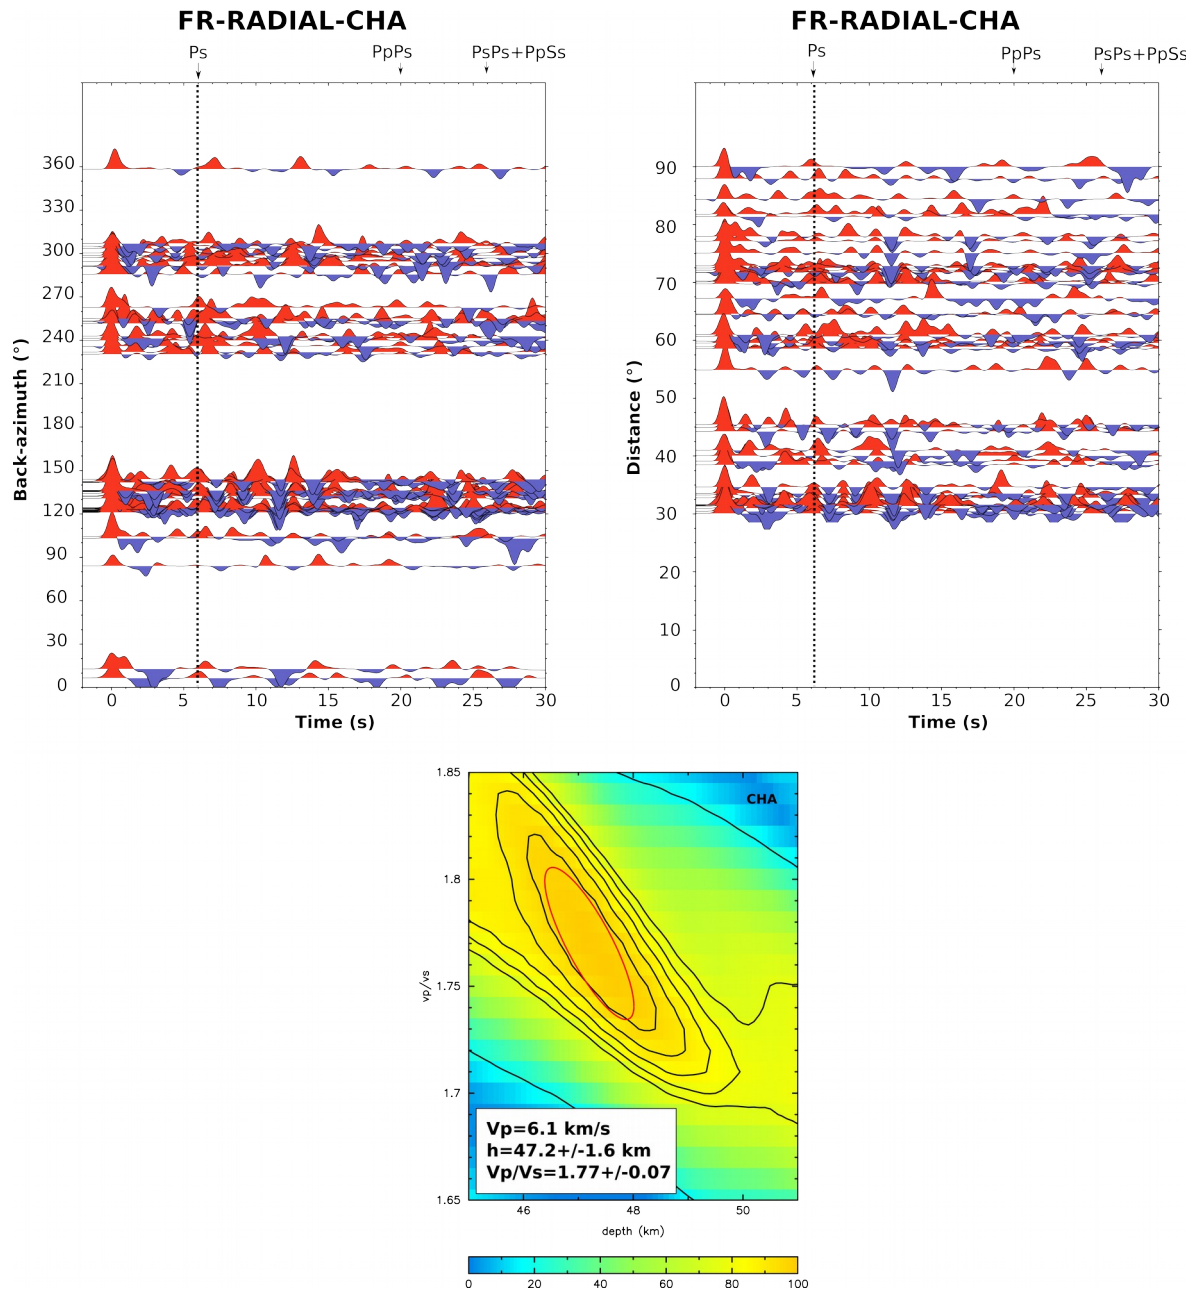 FR-RADIAL-CHA
Ps PpPs PsPs+PpSs
Back-azimuth (°)
360
330
300
270
240
210
180
150
120
90
60
30
0
0 5 10 15 20 25 30
Time (s)
FR-RADIAL-CHA
Ps PpPs PsPs+PpSs
Distance (°)
90
80
70
60
50
40
30
20
10
0
0 5 10 15 20 25 30
Time (s)
CHA
vp/vs
1.85
1.8
1.75
1.7
1.65
Vp=6.1 km/s
h=47.2+/-1.6 km
Vp/Vs=1.77+/-0.07
46 48 50
depth (km)
0 20 40 60 80 100